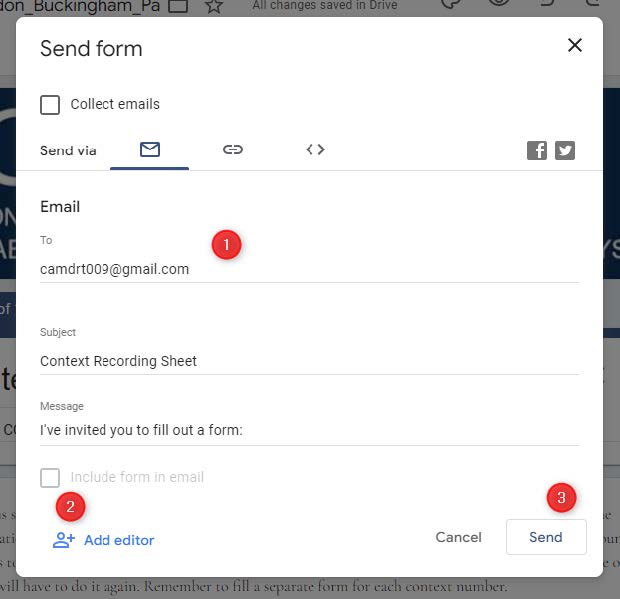 don_Buckingham_Pa
All changes saved in Drive
Send form
Collect emails
Send via
Email
To
1
camdrt009@gmail.com
Subject
Context Recording Sheet
Message
I've invited you to fill out a form:
Include form in email
2
3
Add editor
Cancel
Send
will have to do it again. Remember to fill a separate form for each context number.